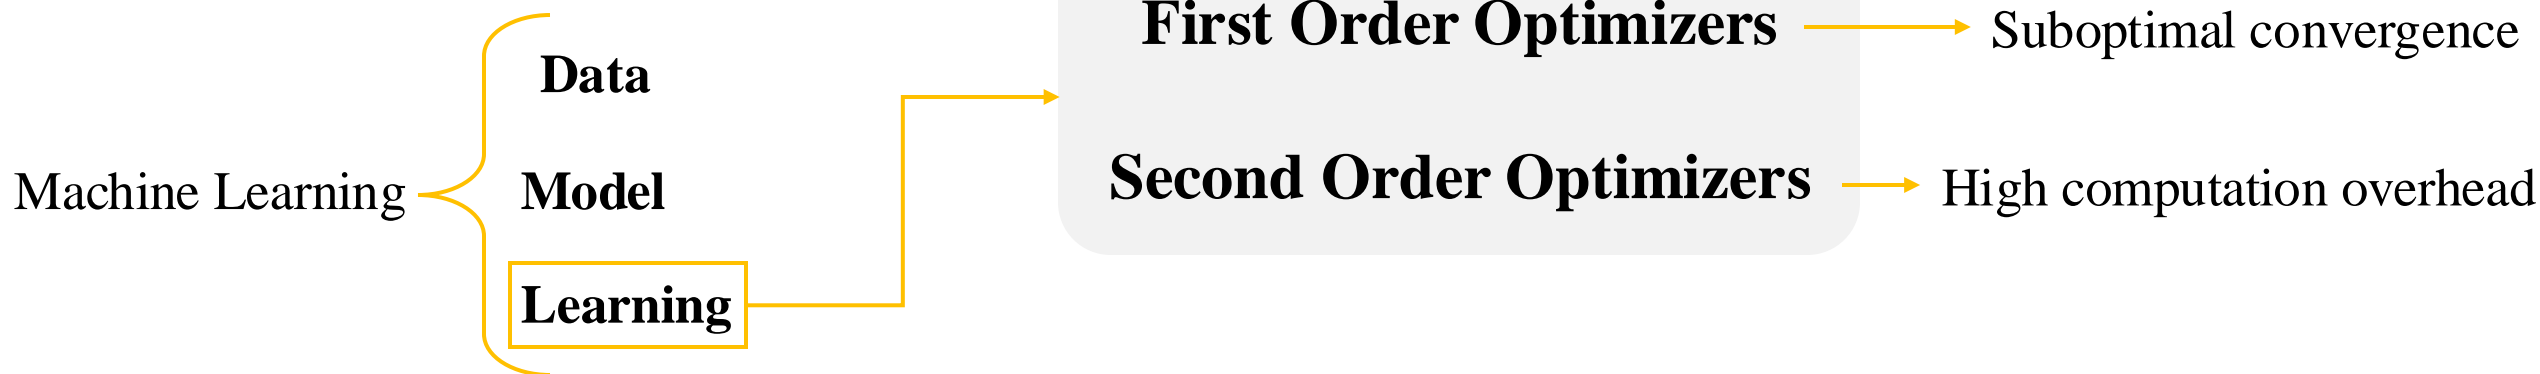 Machine Learning
Data
Model
Learning
First Order Optimizers
Second Order Optimizers
Suboptimal convergence
High computation overhead